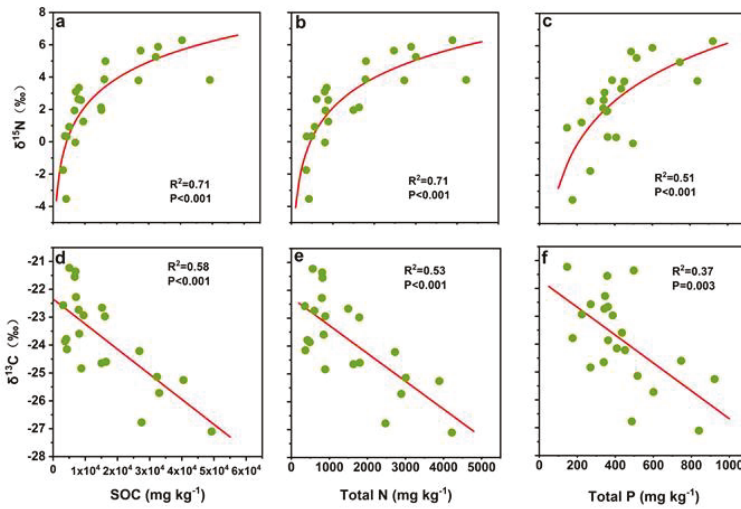 a
b
c
8
6
4
2
0
-2
-4
δ¹⁵N (‰)
R²=0.71
P<0.001
R²=0.71
P<0.001
R²=0.51
P<0.001
d
e
f
-21
-22
-23
-24
-25
-26
-27
-28
δ¹³C (‰)
R²=0.58
P<0.001
R²=0.53
P<0.001
R²=0.37
P=0.003
0 1x10⁴ 2x10⁴ 3x10⁴ 4x10⁴ 5x10⁴ 6x10⁴
0 1000 2000 3000 4000 5000
0 200 400 600 800 1000
SOC (mg kg⁻¹)
Total N (mg kg⁻¹)
Total P (mg kg⁻¹)